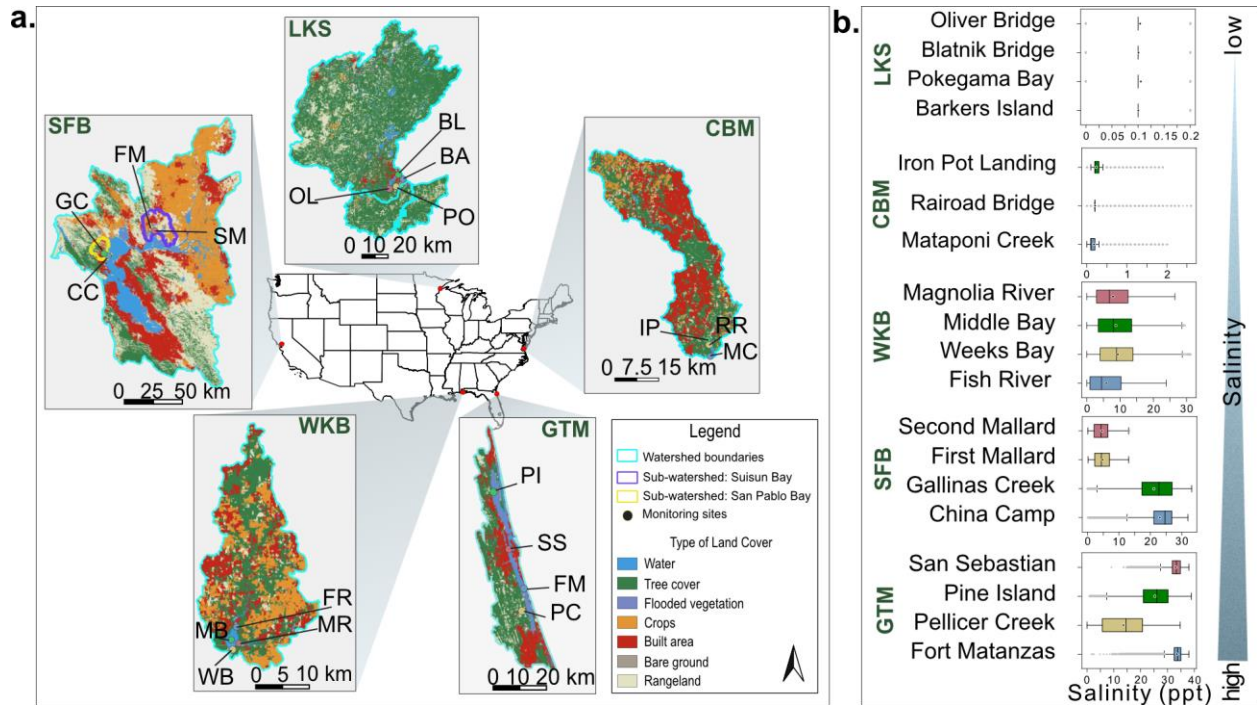 a.
LKS
BL
BA
OL
PO
0 10 20 km
SFB
FM
GC
SM
CC
0 25 50 km
CBM
IP
RR
MC
0 7.5 15 km
WKB
FR
MB
MR
WB
0 5 10 km
GTM
PI
SS
FM
PC
0 10 20 km
Legend
Watershed boundaries
Sub-watershed: Suisun Bay
Sub-watershed: San Pablo Bay
Monitoring sites
Type of Land Cover
Water
Tree cover
Flooded vegetation
Crops
Built area
Bare ground
Rangeland
b.
LKS
Oliver Bridge
Blatnik Bridge
Pokegama Bay
Barkers Island
0 0.05 0.1 0.15 0.2
CBM
Iron Pot Landing
Rairoad Bridge
Mataponi Creek
0 1 2
WKB
Magnolia River
Middle Bay
Weeks Bay
Fish River
0 10 20 30
SFB
Second Mallard
First Mallard
Gallinas Creek
China Camp
0 10 20 30
GTM
San Sebastian
Pine Island
Pellicer Creek
Fort Matanzas
0 10 20 30 40
Salinity (ppt)
low
Salinity
high